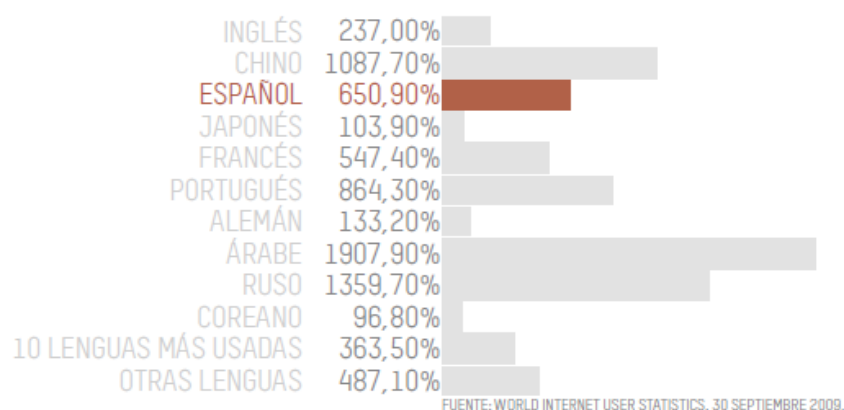 INGLÉS 237,00%
CHINO 1087,70%
ESPAÑOL 650,90%
JAPONÉS 103,90%
FRANCÉS 547,40%
PORTUGUÉS 864,30%
ALEMÁN 133,20%
ÁRABE 1907,90%
RUSO 1359,70%
COREANO 96,80%
10 LENGUAS MÁS USADAS 363,50%
OTRAS LENGUAS 487,10%
FUENTE: WORLD INTERNET USER STATISTICS. 30 SEPTIEMBRE 2009.